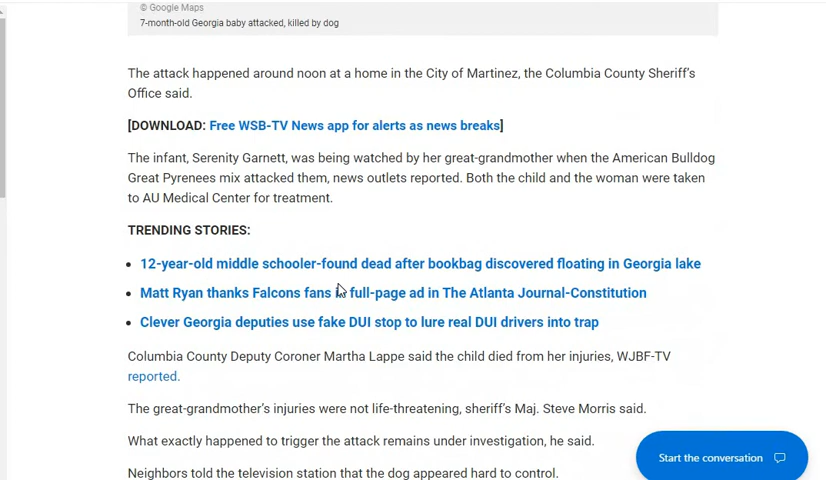 © Google Maps
7-month-old Georgia baby attacked, killed by dog
The attack happened around noon at a home in the City of Martinez, the Columbia County Sheriff's
Office said.
[DOWNLOAD: Free WSB-TV News app for alerts as news breaks]
The infant, Serenity Garnett, was being watched by her great-grandmother when the American Bulldog
Great Pyrenees mix attacked them, news outlets reported. Both the child and the woman were taken
to AU Medical Center for treatment.
TRENDING STORIES:
• 12-year-old middle schooler-found dead after bookbag discovered floating in Georgia lake
• Matt Ryan thanks Falcons fans in full-page ad in The Atlanta Journal-Constitution
• Clever Georgia deputies use fake DUI stop to lure real DUI drivers into trap
Columbia County Deputy Coroner Martha Lappe said the child died from her injuries, WJBF-TV
reported.
The great-grandmother's injuries were not life-threatening, sheriff's Maj. Steve Morris said.
What exactly happened to trigger the attack remains under investigation, he said.
Start the conversation
Neighbors told the television station that the dog appeared hard to control.